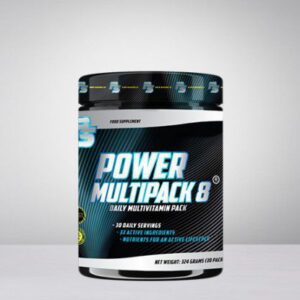 FOOD SUPPLEMENT
POWER
MULTIPACK 8®
DAILY MULTIVITAMIN PACK
• 30 DAILY SERVINGS
• 32 ACTIVE INGREDIENTS
• NUTRIENTS FOR AN ACTIVE LIFESTYLE
NET WEIGHT: 324 GRAMS (30 PACK